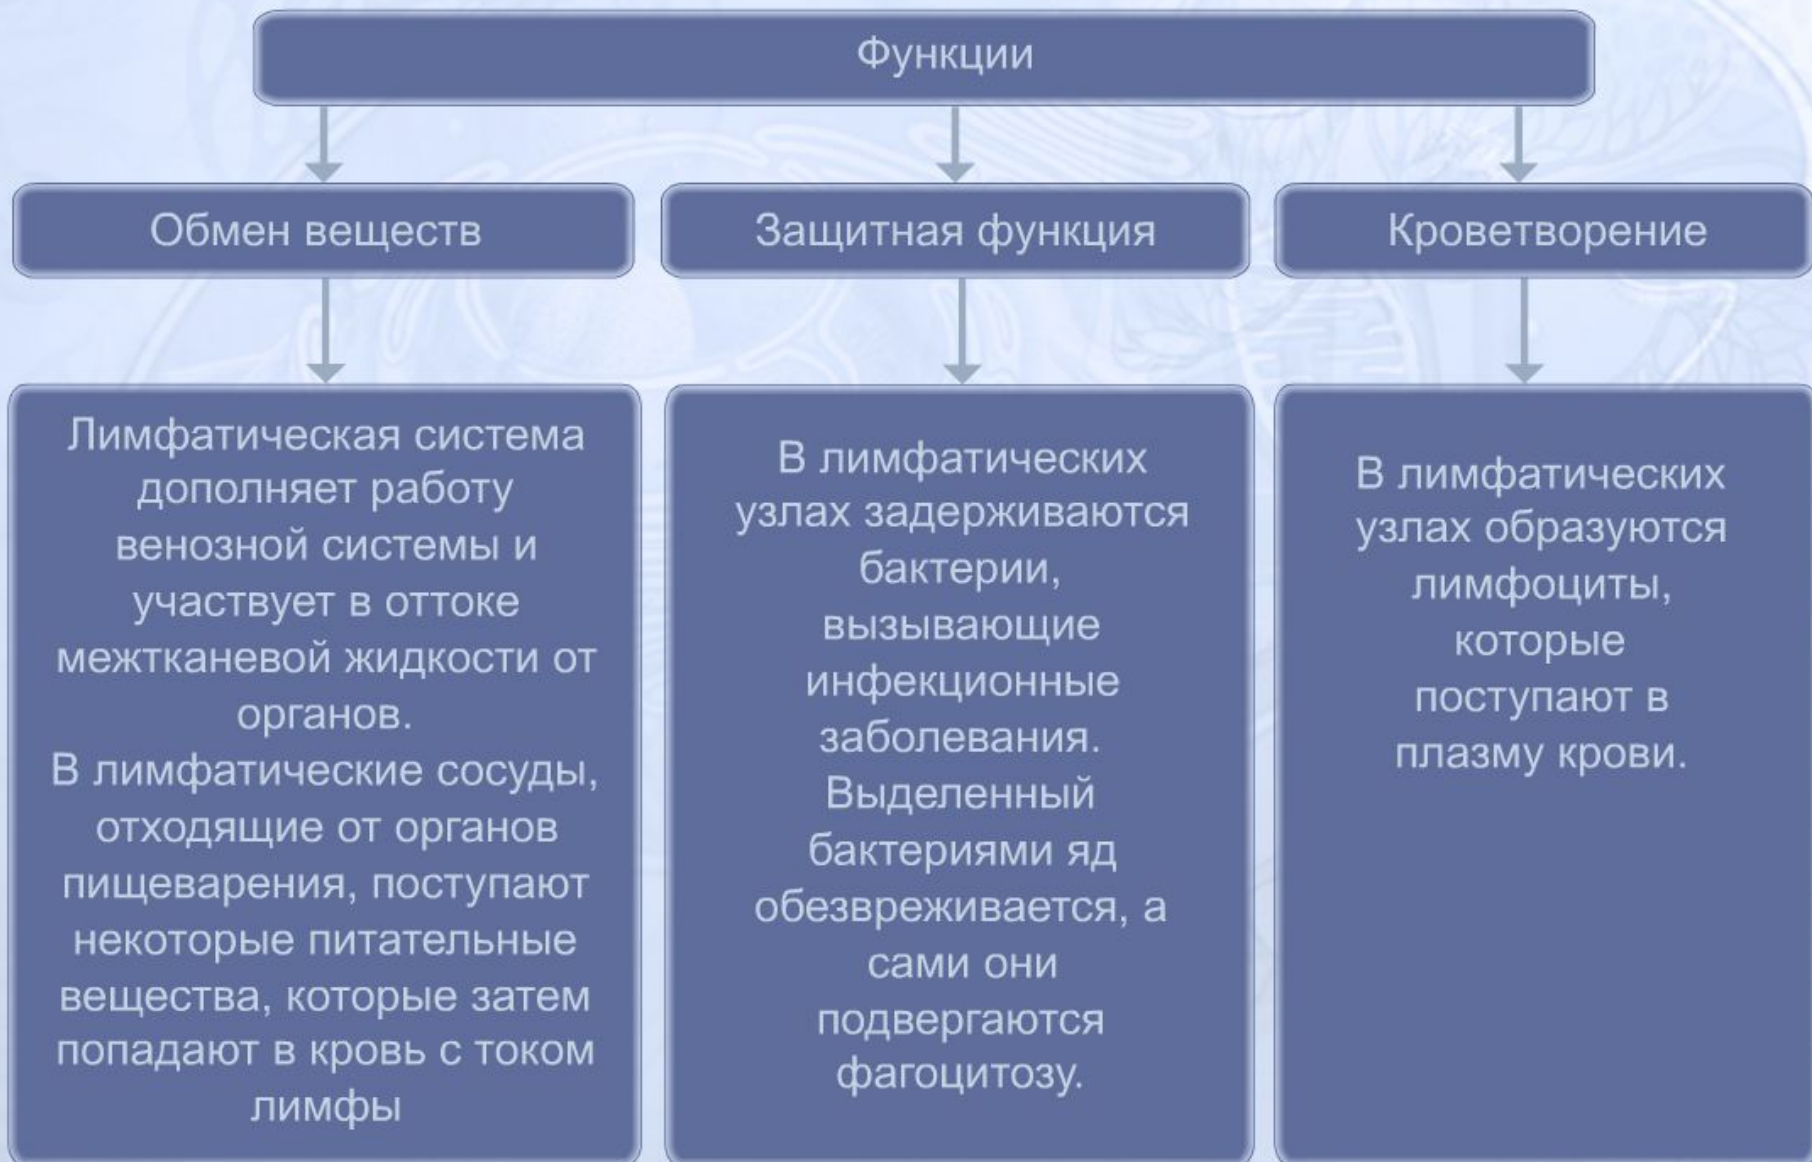 Функции
Обмен веществ
Защитная функция
Кроветворение
Лимфатическая система
дополняет работу
венозной системы и
участвует в оттоке
межтканевой жидкости от
органов.
В лимфатические сосуды,
отходящие от органов
пищеварения, поступают
некоторые питательные
вещества, которые затем
попадают в кровь с током
лимфы
В лимфатических
узлах задерживаются
бактерии,
вызывающие
инфекционные
заболевания.
Выделенный
бактериями яд
обезвреживается, а
сами они
подвергаются
фагоцитозу.
В лимфатических
узлах образуются
лимфоциты,
которые
поступают в
плазму крови.